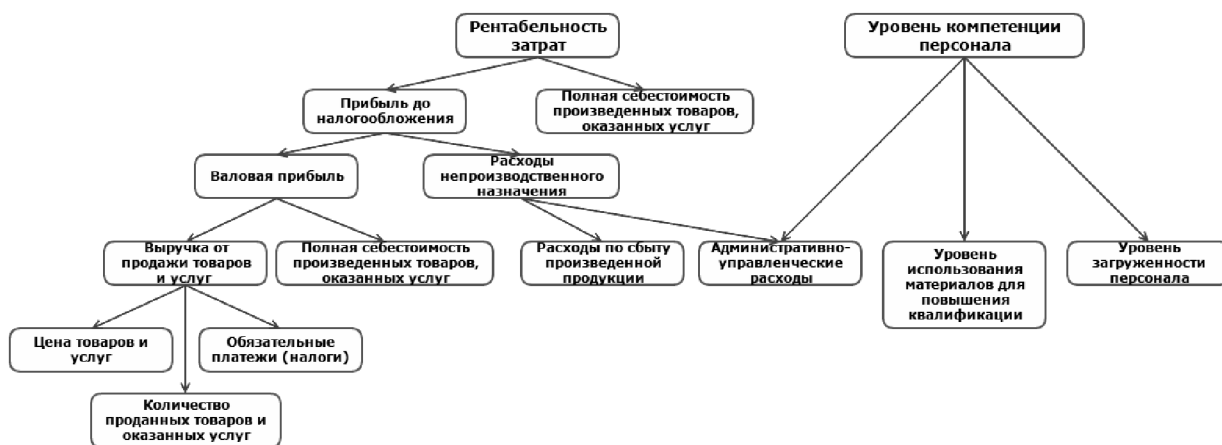 Рентабельность
затрат
Уровень компетенции
персонала
Прибыль до
налогообложения
Полная себестоимость
произведенных товаров,
оказанных услуг
Валовая прибыль
Расходы
непроизводственного
назначения
Выручка от
продажи товаров
и услуг
Полная себестоимость
произведенных товаров,
оказанных услуг
Расходы по сбыту
произведенной
продукции
Административно-
управленческие
расходы
Уровень
использования
материалов для
повышения
квалификации
Уровень
загруженности
персонала
Цена товаров и
услуг
Обязательные
платежи (налоги)
Количество
проданных товаров и
оказанных услуг